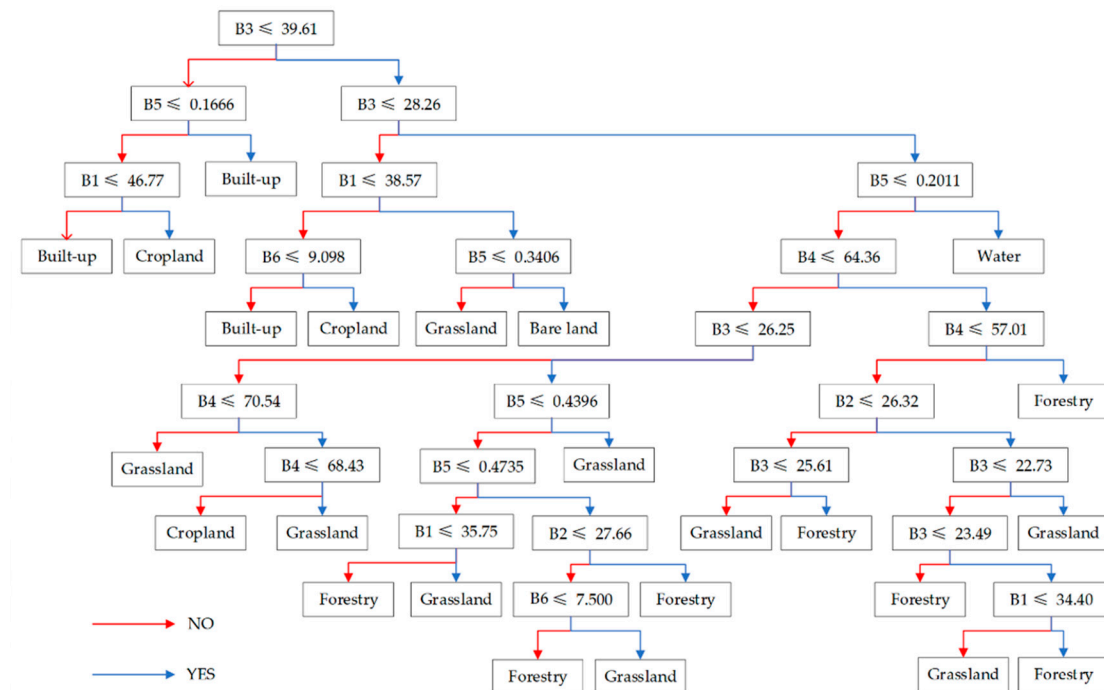 B3 ⩽ 39.61
B5 ⩽ 0.1666
B3 ⩽ 28.26
B1 ⩽ 46.77
Built-up
B1 ⩽ 38.57
B5 ⩽ 0.2011
Built-up
Cropland
B6 ⩽ 9.098
B5 ⩽ 0.3406
B4 ⩽ 64.36
Water
Built-up
Cropland
Grassland
Bare land
B3 ⩽ 26.25
B4 ⩽ 57.01
B4 ⩽ 70.54
B5 ⩽ 0.4396
B2 ⩽ 26.32
Forestry
Grassland
B4 ⩽ 68.43
B5 ⩽ 0.4735
Grassland
B3 ⩽ 25.61
B3 ⩽ 22.73
Cropland
Grassland
B1 ⩽ 35.75
B2 ⩽ 27.66
Grassland
Forestry
B3 ⩽ 23.49
Grassland
Forestry
Grassland
B6 ⩽ 7.500
Forestry
Forestry
B1 ⩽ 34.40
NO
YES
Forestry
Grassland
Grassland
Forestry